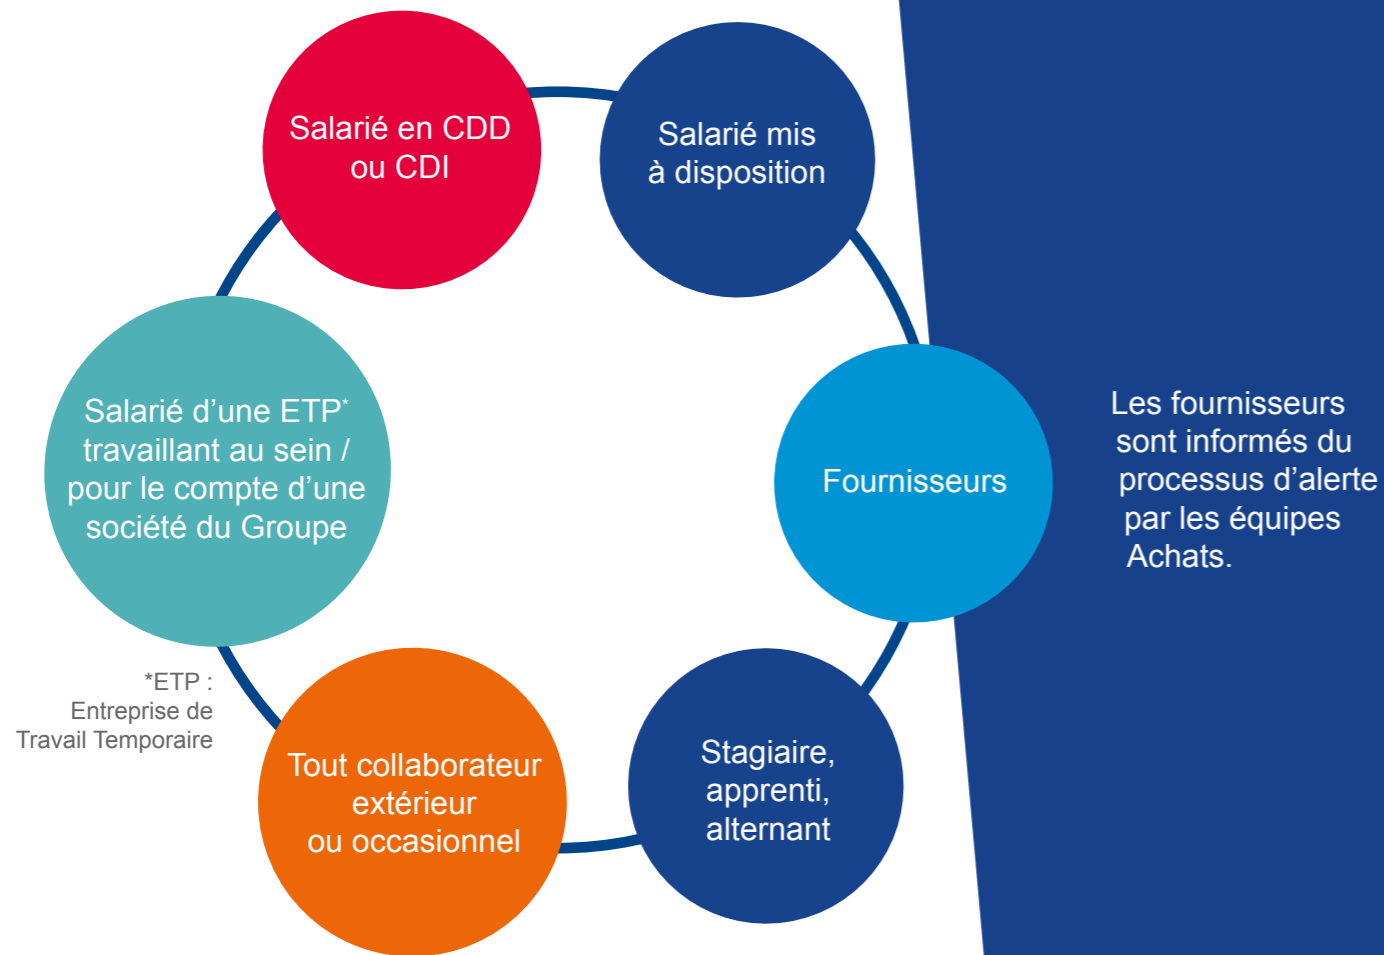 Salarié en CDD
ou CDI
Salarié mis
à disposition
Salarié d’une ETP*
travaillant au sein /
pour le compte d’une
société du Groupe
Fournisseurs
Les fournisseurs
sont informés du
processus d’alerte
par les équipes
Achats.
*ETP :
Entreprise de
Travail Temporaire
Tout collaborateur
extérieur
ou occasionnel
Stagiaire,
apprenti,
alternant